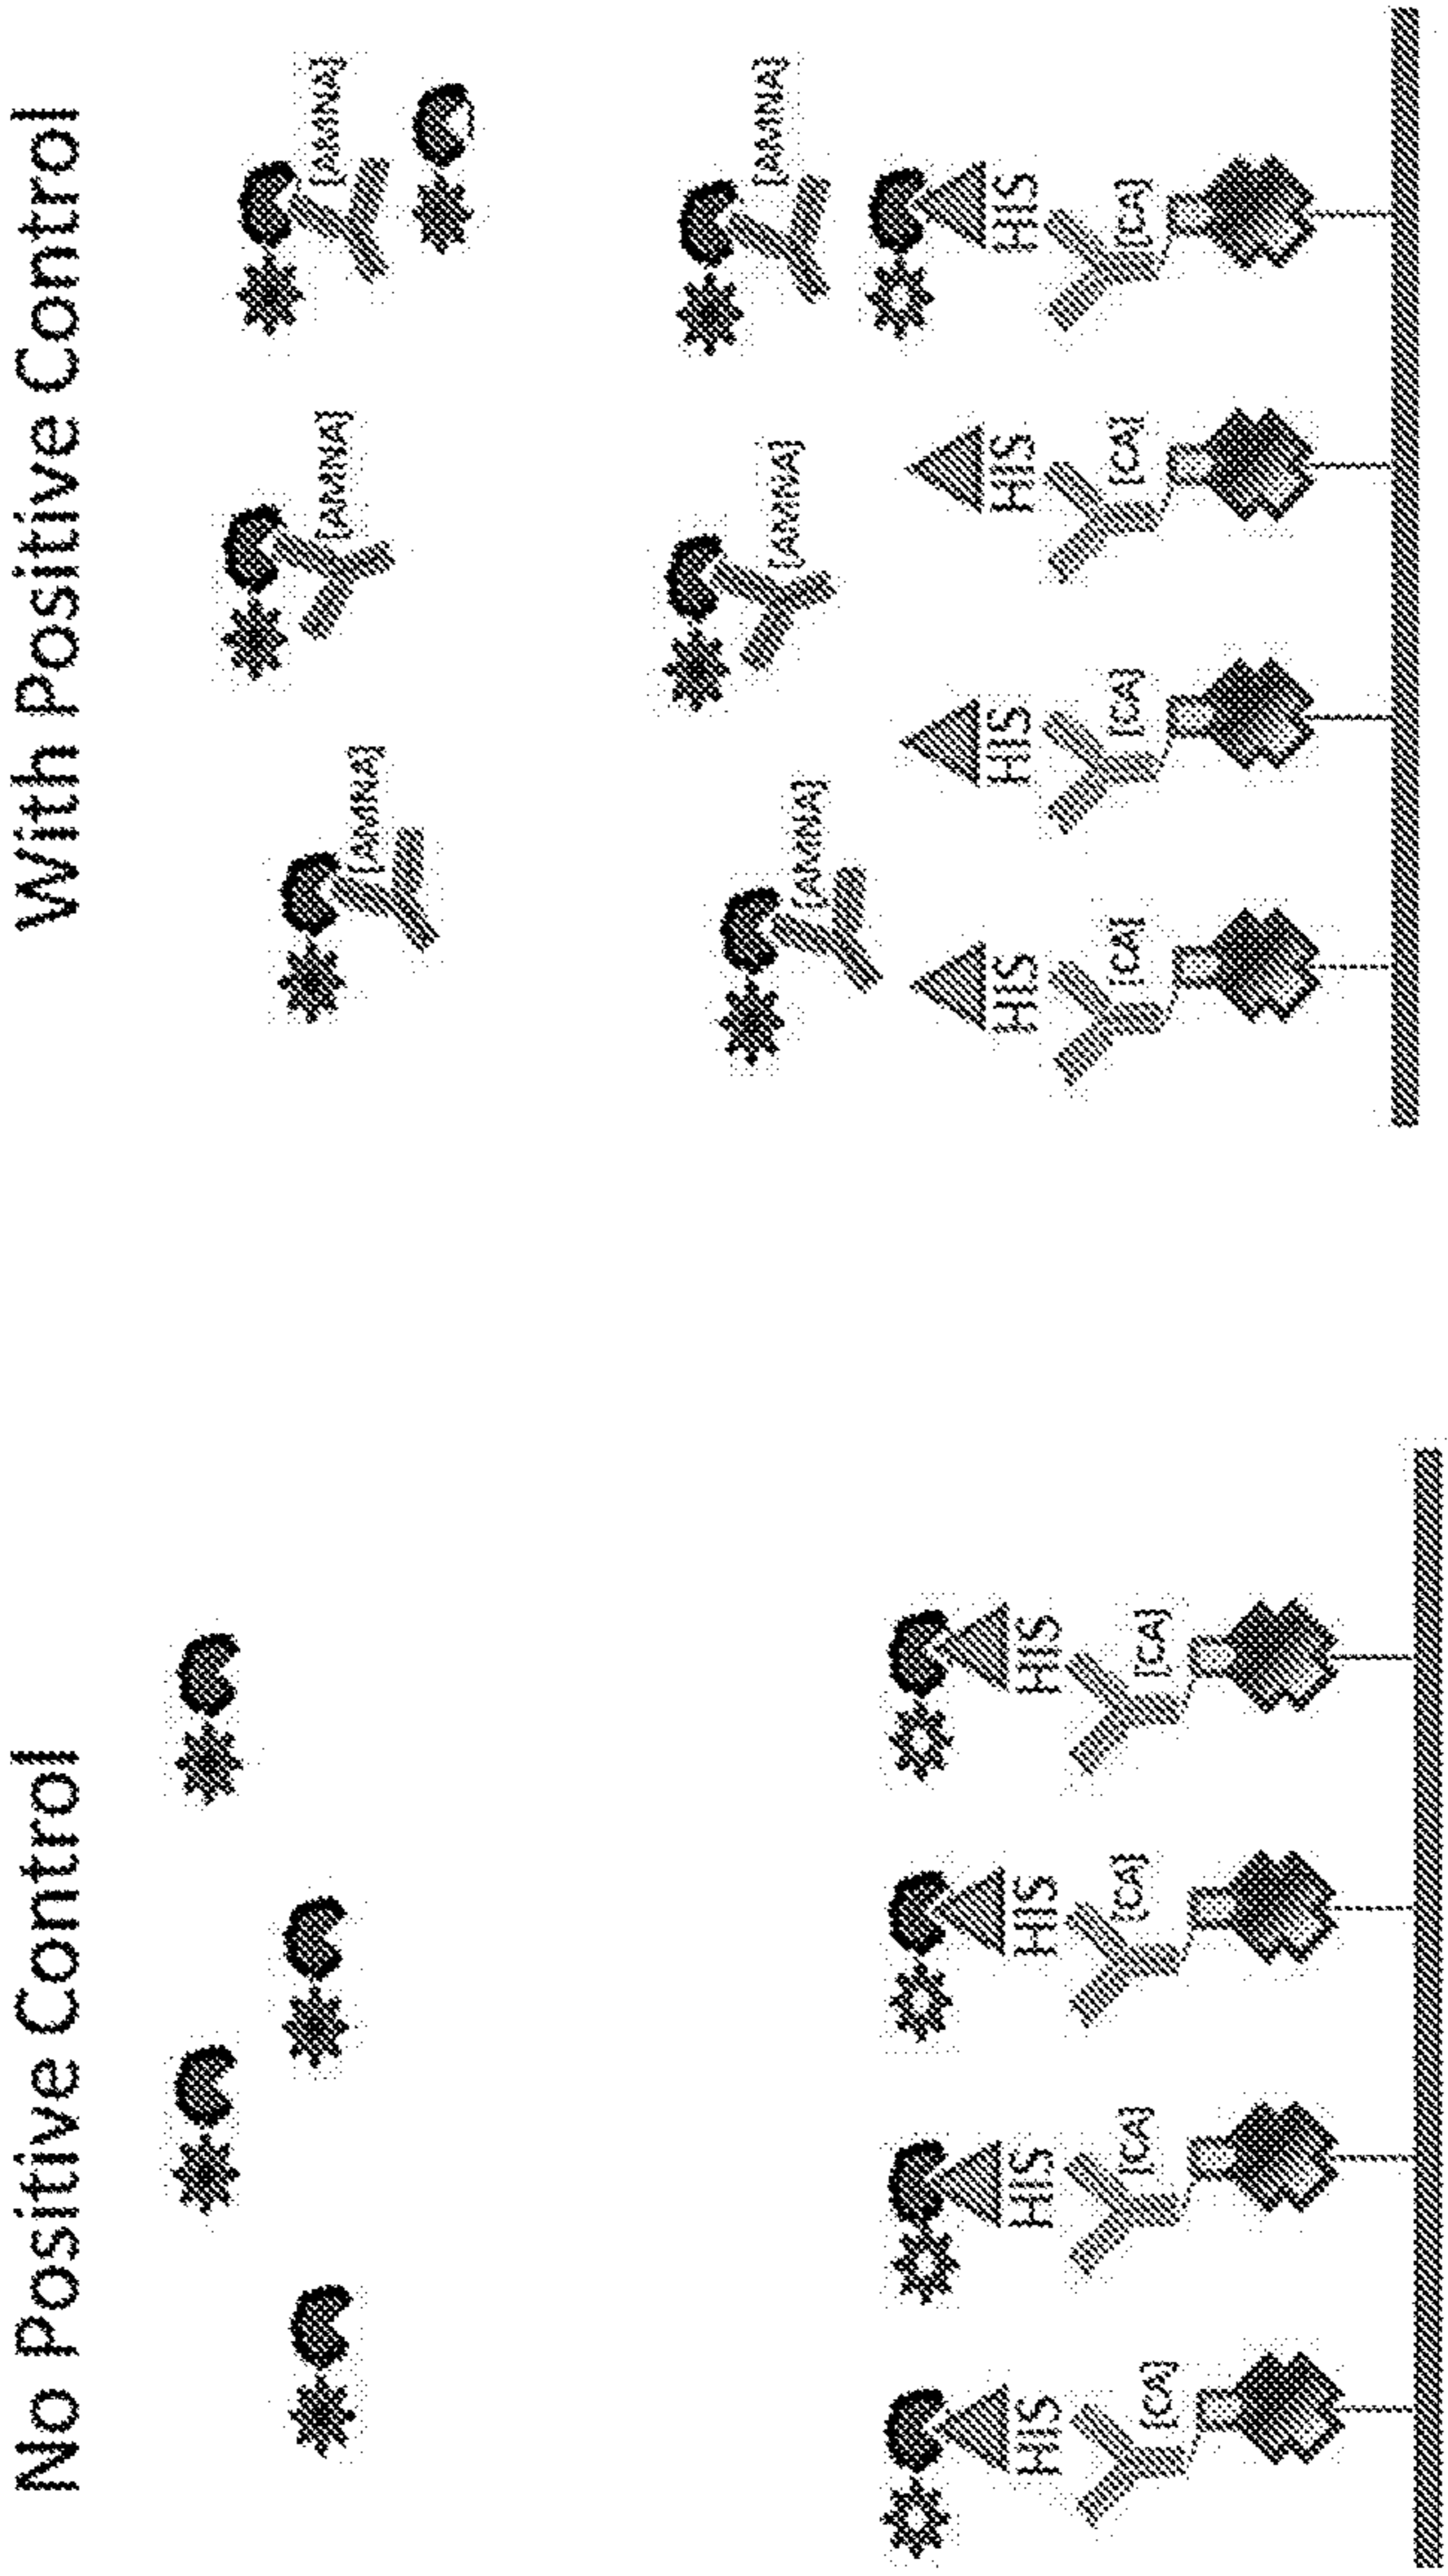 No Positive Control
HIS
HIS
HIS
HIS
[CA]
[CA]
[CA]
[CA]
With Positive Control
[AMNA]
[AMNA]
[AMNA]
[AMNA]
[AMNA]
[AMNA]
HIS
HIS
HIS
HIS
[CA]
[CA]
[CA]
[CA]